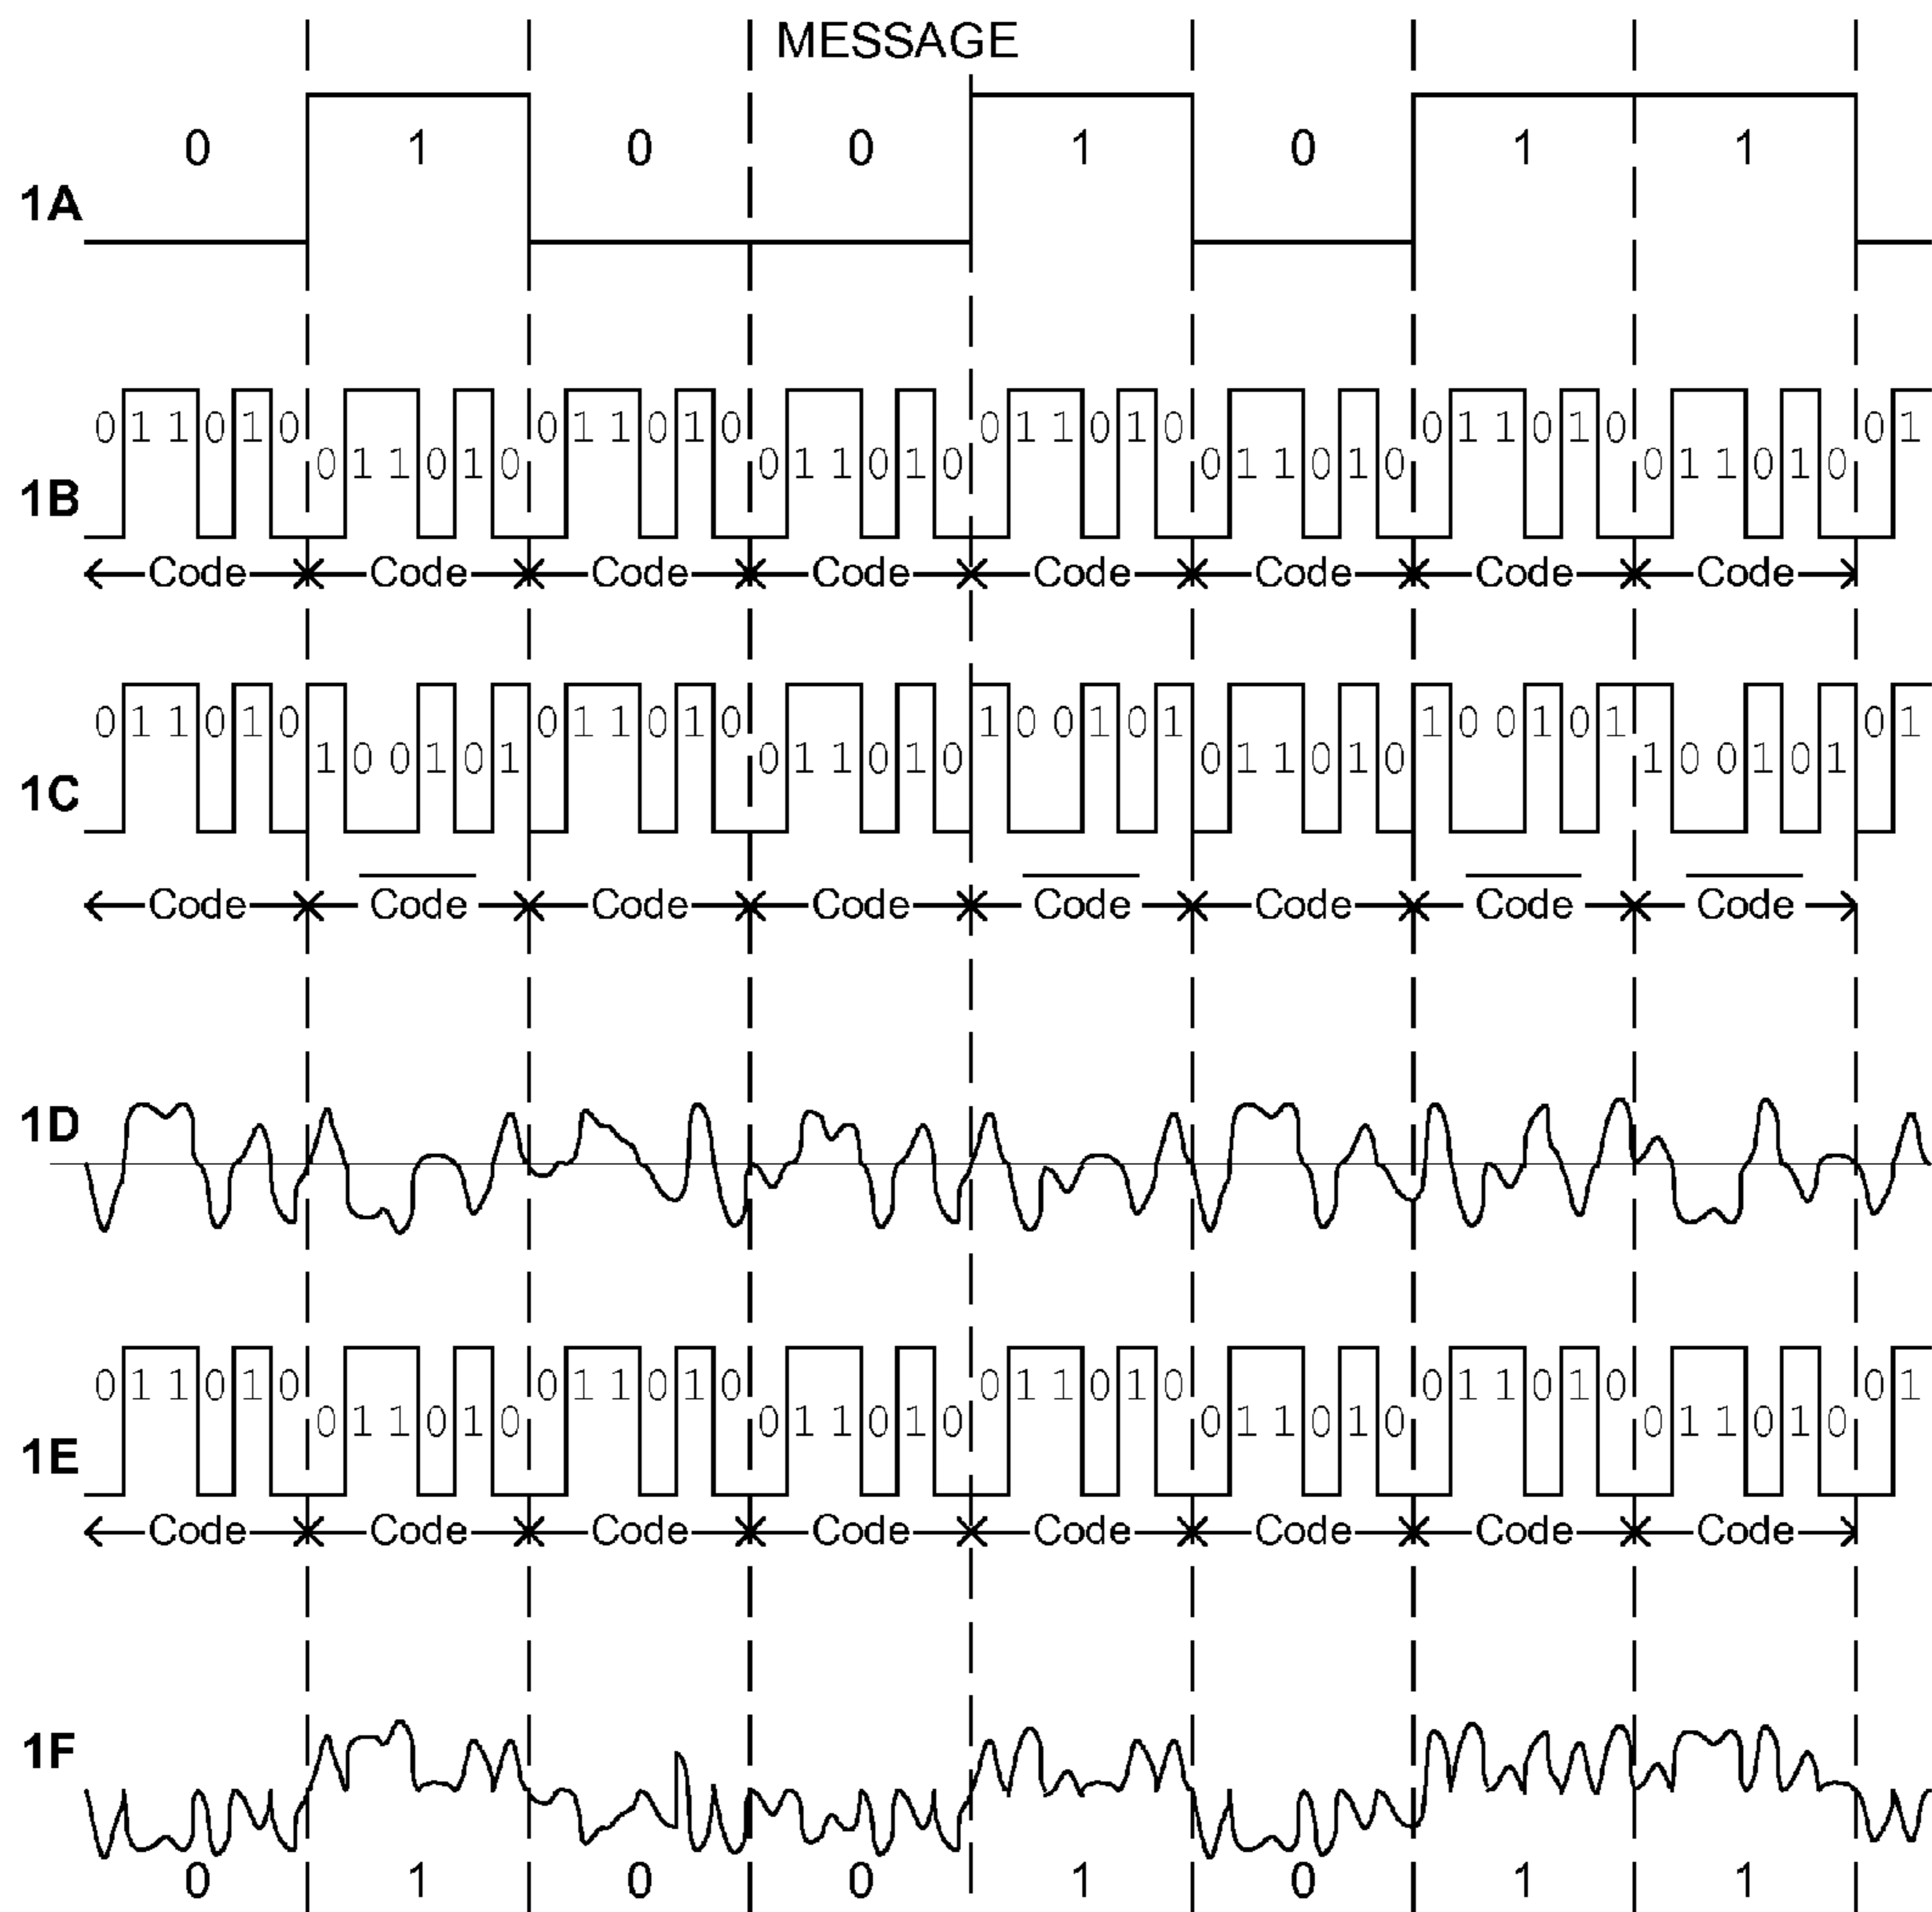 MESSAGE
0 1 0 0 1 0 1 1
1A
0 1 1 0 1 0 0 1 1 0 1 0 0 1 1 0 1 0 0 1 1 0 1 0 0 1 1 0 1 0 0 1 1 0 1 0 0 1 1 0 1 0 0 1 1 0 1 0 0 1
1B
Code Code Code Code Code Code Code Code
0 1 1 0 1 0 1 0 0 1 0 1 0 1 1 0 1 0 0 1 1 0 1 0 1 0 0 1 0 1 0 1 1 0 1 0 1 0 0 1 0 1 1 0 0 1 0 1 0 1
1C
Code Code Code Code Code Code Code Code
1D
0 1 1 0 1 0 0 1 1 0 1 0 0 1 1 0 1 0 0 1 1 0 1 0 0 1 1 0 1 0 0 1 1 0 1 0 0 1 1 0 1 0 0 1 1 0 1 0 0 1
1E
Code Code Code Code Code Code Code Code
1F
0 1 0 0 1 0 1 1